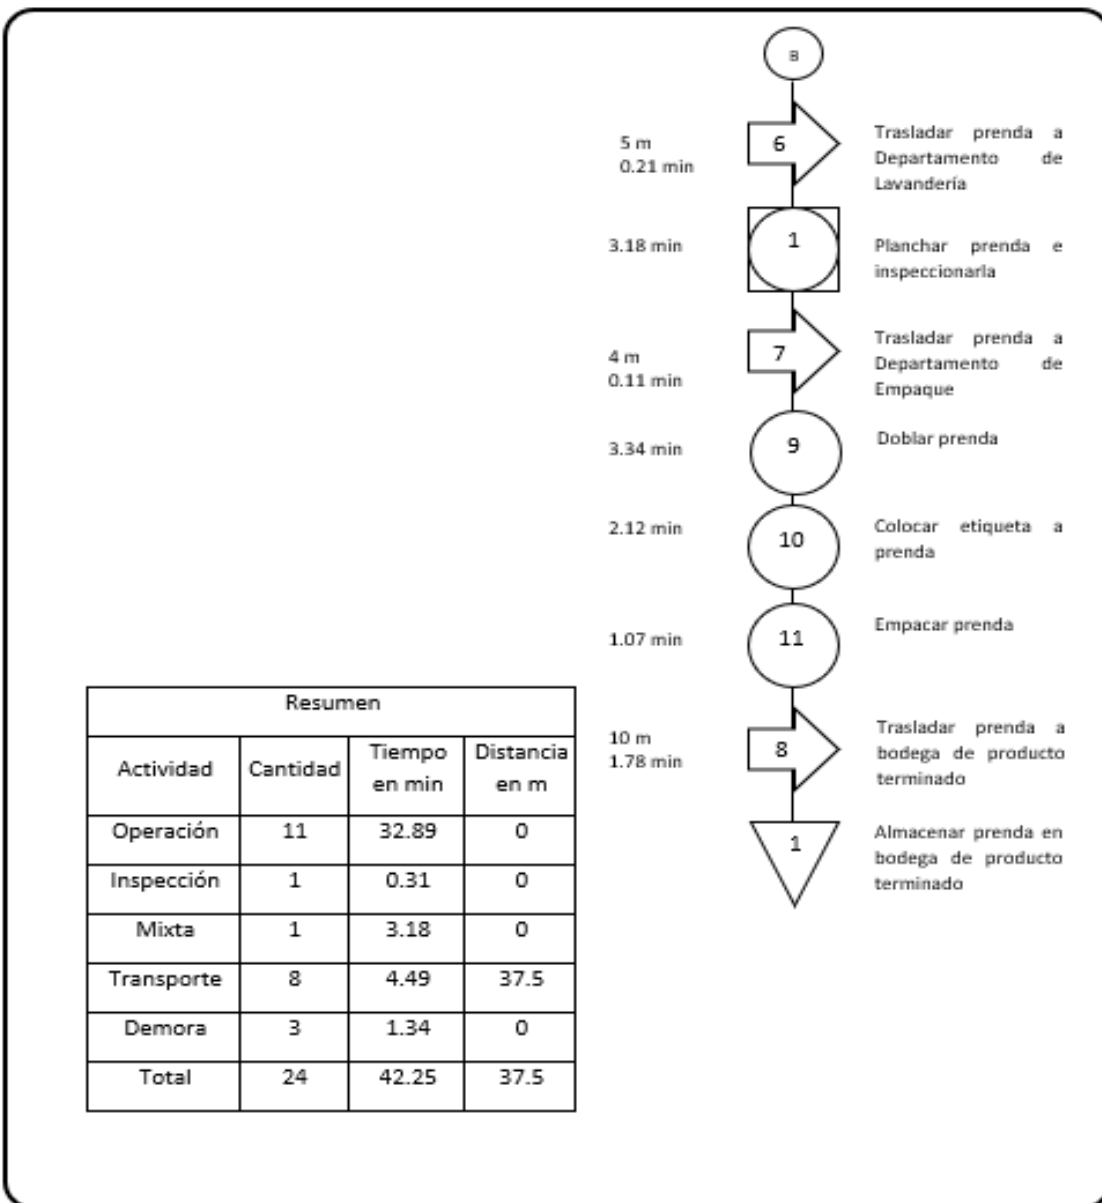 B
5 m
0.21 min
6
Trasladar prenda a
Departamento de
Lavandería
3.18 min
1
Planchar prenda e
inspeccionarla
4 m
0.11 min
7
Trasladar prenda a
Departamento de
Empaque
3.34 min
9
Doblar prenda
2.12 min
10
Colocar etiqueta a
prenda
1.07 min
11
Empacar prenda
10 m
1.78 min
8
Trasladar prenda a
bodega de producto
terminado
1
Almacenar prenda en
bodega de producto
terminado
Resumen
Actividad Cantidad Tiempo en min Distancia en m
Operación 11 32.89 0
Inspección 1 0.31 0
Mixta 1 3.18 0
Transporte 8 4.49 37.5
Demora 3 1.34 0
Total 24 42.25 37.5